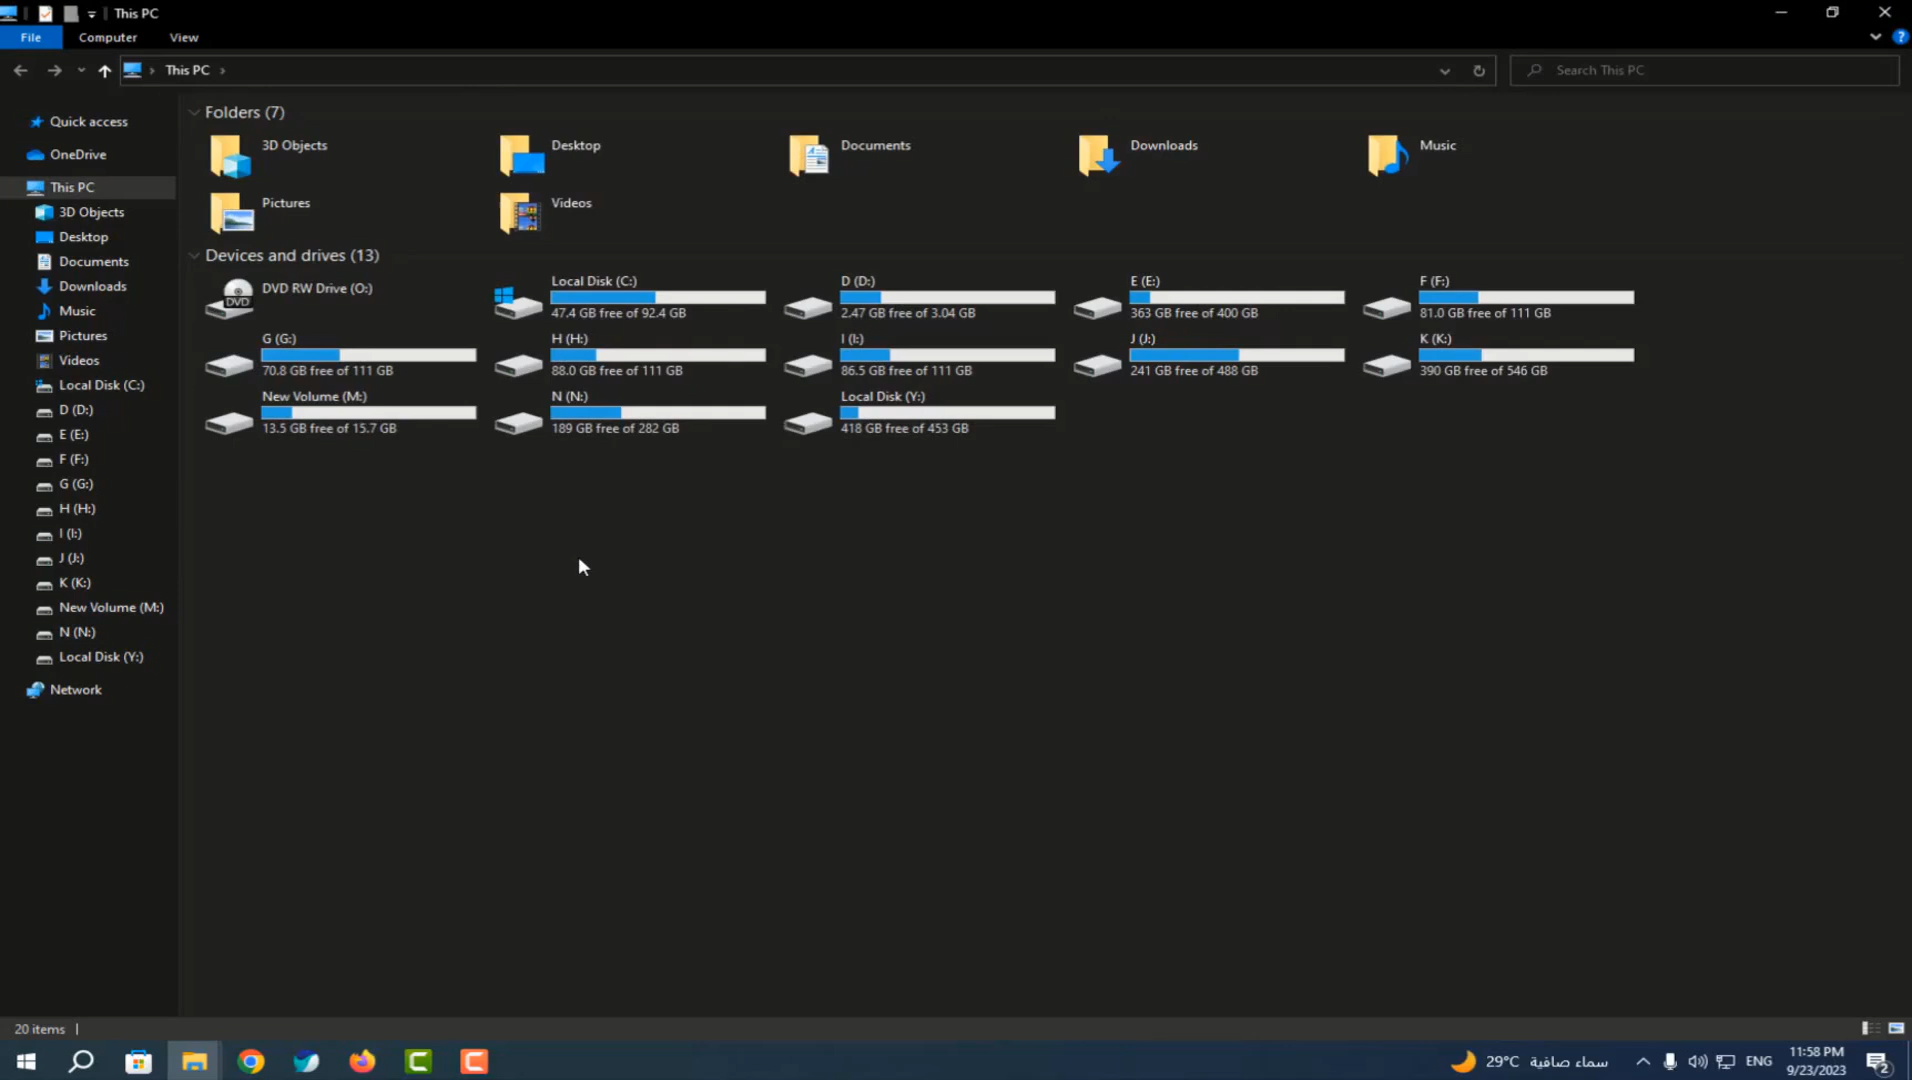 This PC
File
Computer
View
This PC
Search This PC
Quick access
OneDrive
This PC
3D Objects
Desktop
Documents
Downloads
Music
Pictures
Videos
Local Disk (C:)
D (D:)
E (E:)
F (F:)
G (G:)
H (H:)
I (I:)
J (J:)
K (K:)
New Volume (M:)
N (N:)
Local Disk (Y:)
Network
Folders (7)
3D Objects
Desktop
Documents
Downloads
Music
Pictures
Videos
Devices and drives (13)
DVD RW Drive (O:)
DVD
Local Disk (C:)
47.4 GB free of 92.4 GB
D (D:)
2.47 GB free of 3.04 GB
E (E:)
363 GB free of 400 GB
F (F:)
81.0 GB free of 111 GB
G (G:)
70.8 GB free of 111 GB
H (H:)
88.0 GB free of 111 GB
I (I:)
86.5 GB free of 111 GB
J (J:)
241 GB free of 488 GB
K (K:)
390 GB free of 546 GB
New Volume (M:)
13.5 GB free of 15.7 GB
N (N:)
189 GB free of 282 GB
Local Disk (Y:)
418 GB free of 453 GB
20 items
29°C سماء صافية
ENG
11:58 PM
9/23/2023
2